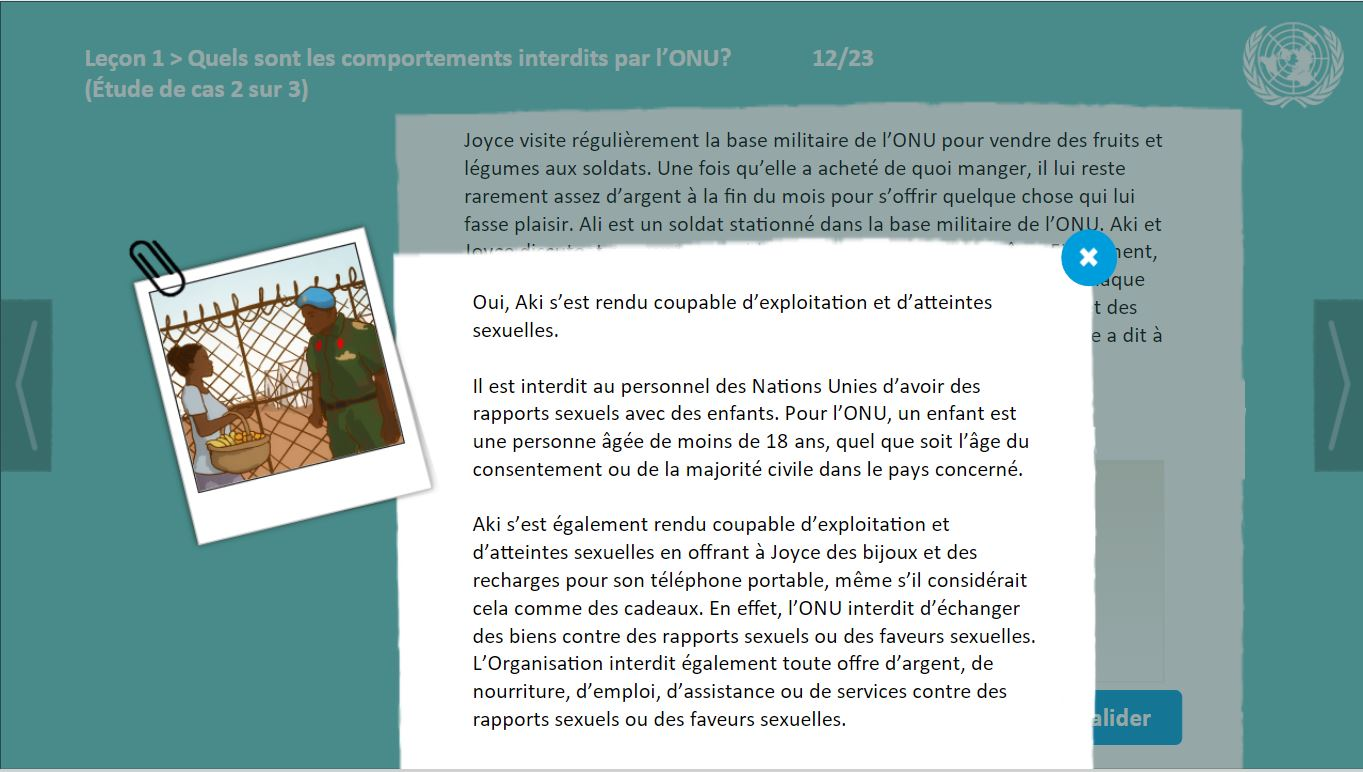 Leçon 1 > Quels sont les comportements interdits par l’ONU? 12/23
(Étude de cas 2 sur 3)
Joyce visite régulièrement la base militaire de l’ONU pour vendre des fruits et
légumes aux soldats. Une fois qu’elle a acheté de quoi manger, il lui reste
rarement assez d’argent à la fin du mois pour s’offrir quelque chose qui lui
fasse plaisir. Ali est un soldat stationné dans la base militaire de l’ONU. Aki et
e a dit à
Oui, Aki s’est rendu coupable d’exploitation et d’atteintes
sexuelles.
Il est interdit au personnel des Nations Unies d’avoir des
rapports sexuels avec des enfants. Pour l’ONU, un enfant est
une personne âgée de moins de 18 ans, quel que soit l’âge du
consentement ou de la majorité civile dans le pays concerné.
Aki s’est également rendu coupable d’exploitation et
d’atteintes sexuelles en offrant à Joyce des bijoux et des
recharges pour son téléphone portable, même s’il considérait
cela comme des cadeaux. En effet, l’ONU interdit d’échanger
des biens contre des rapports sexuels ou des faveurs sexuelles.
L’Organisation interdit également toute offre d’argent, de
nourriture, d’emploi, d’assistance ou de services contre des
rapports sexuels ou des faveurs sexuelles.
alider